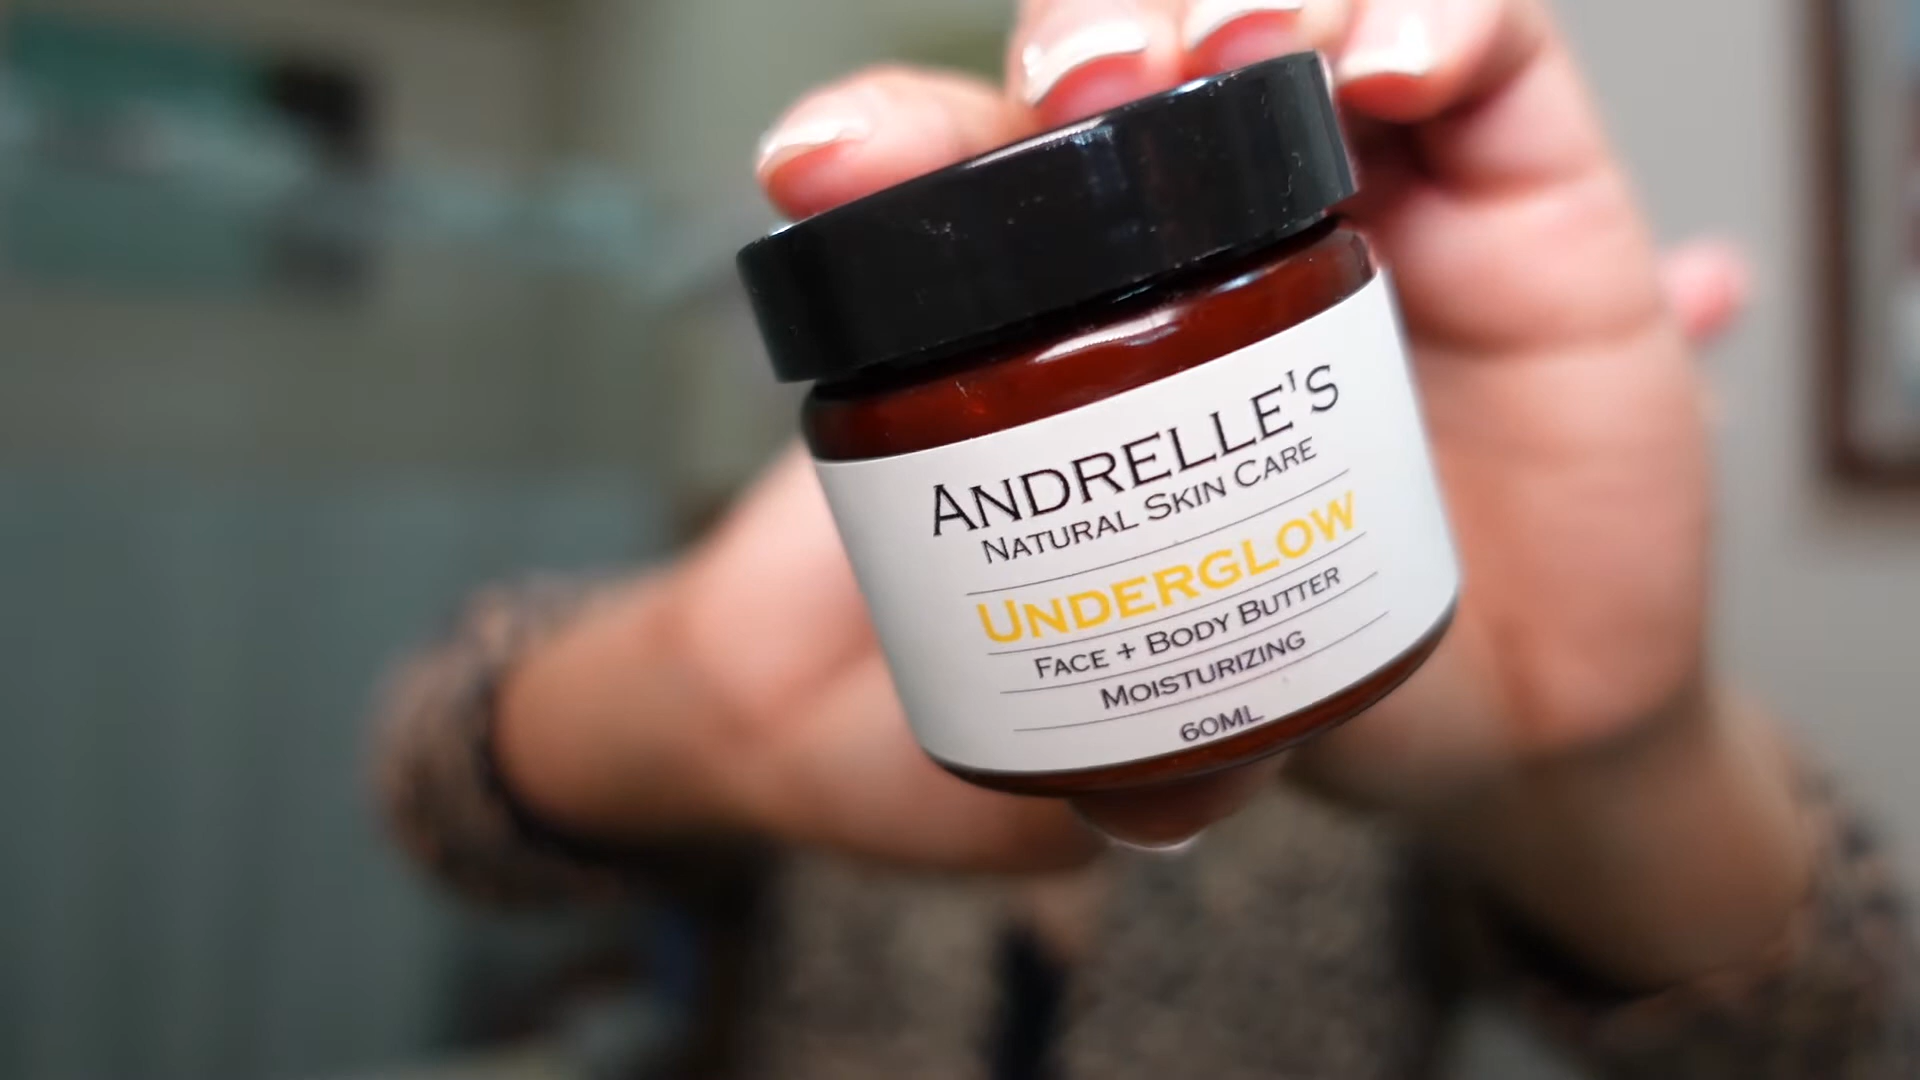 ANDRELLE'S
NATURAL SKIN CARE
UNDERGLOW
FACE + BODY BUTTER
MOISTURIZING
60ML